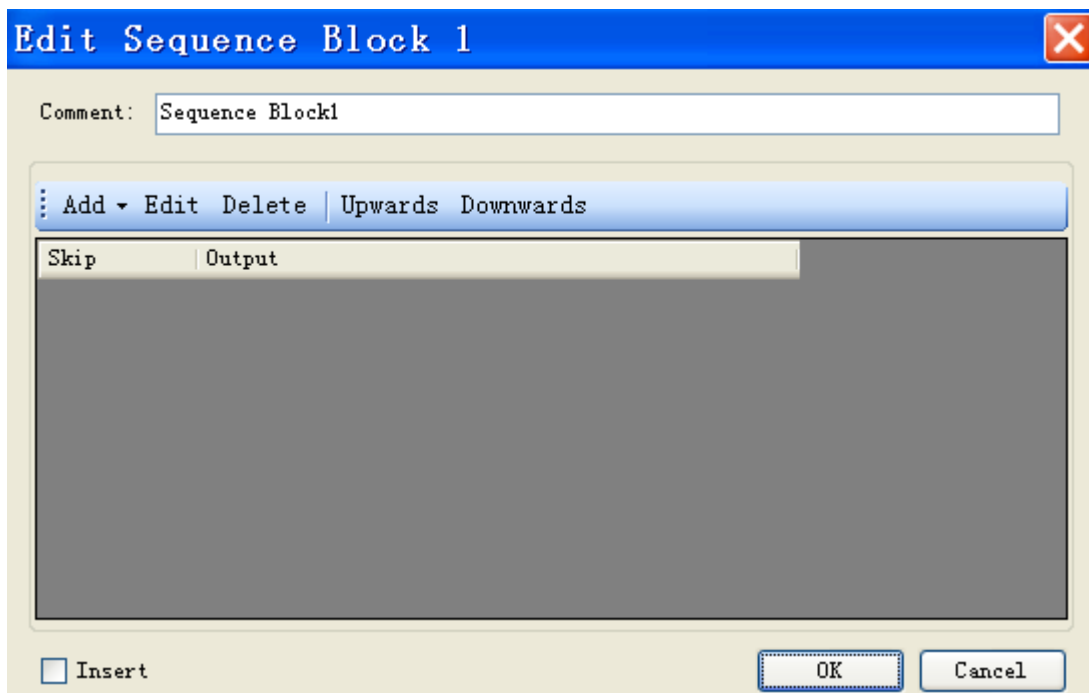 Edit Sequence Block 1
Comment: Sequence Block1
Add Edit Delete Upwards Downwards
Skip Output
Insert OK Cancel